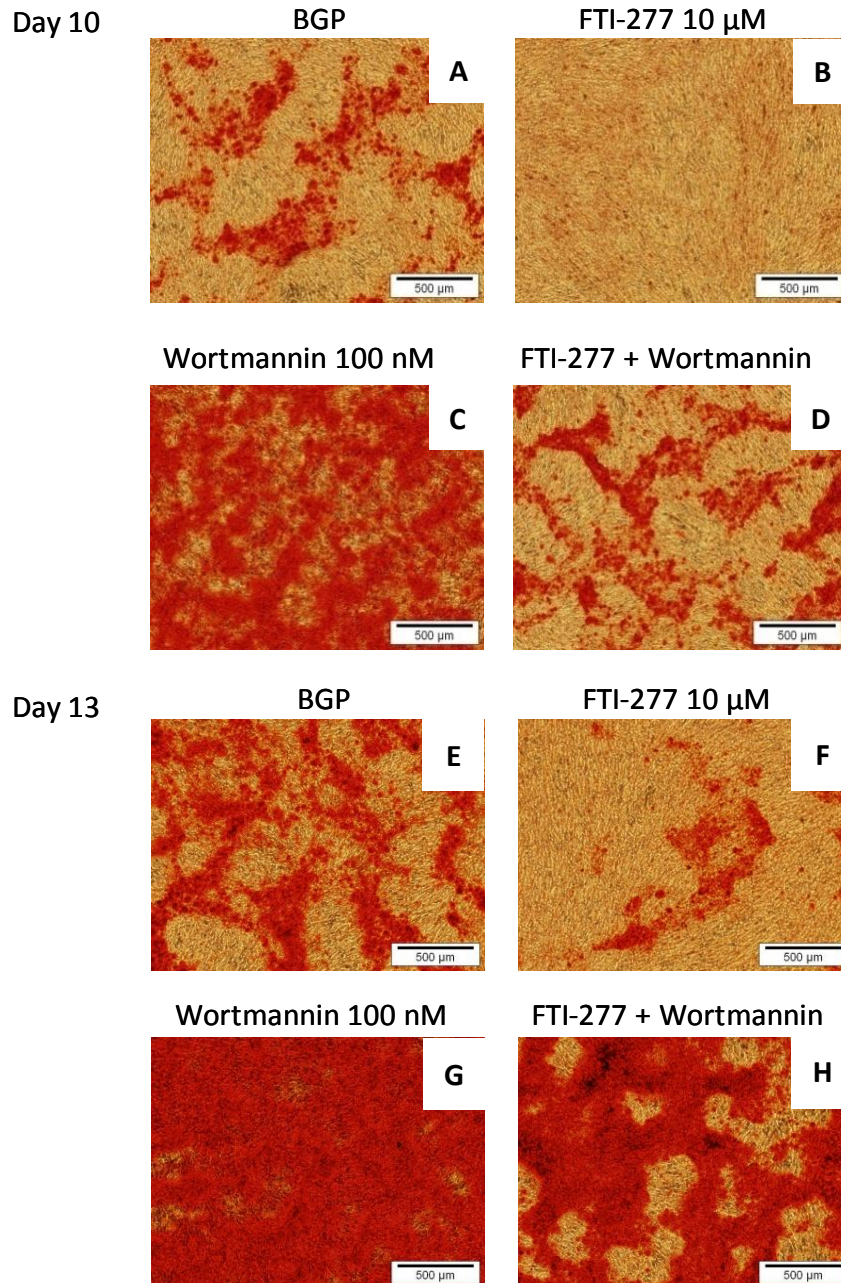 Day 10
BGP
FTI-277 10 µM
A
B
500 µm
500 µm
Wortmannin 100 nM
FTI-277 + Wortmannin
C
D
500 µm
500 µm
Day 13
BGP
FTI-277 10 µM
E
F
500 µm
500 µm
Wortmannin 100 nM
FTI-277 + Wortmannin
G
H
500 µm
500 µm